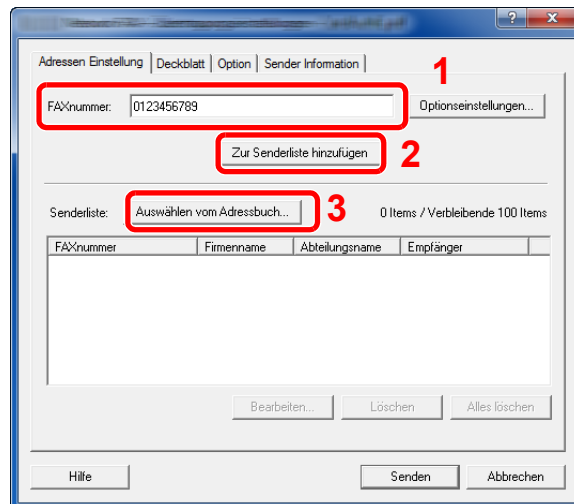 Adressen Einstellung Deckblatt Option Sender Information
1
FAXnummer: 0123456789 Optionseinstellungen...
Zur Senderliste hinzufügen 2
Senderliste: Auswählen vom Adressbuch... 3 0 Items / Verbleibende 100 Items
FAXnummer Firmenname Abteilungsname Empfänger
Bearbeiten... Löschen Alles löschen
Hilfe Senden Abbrechen